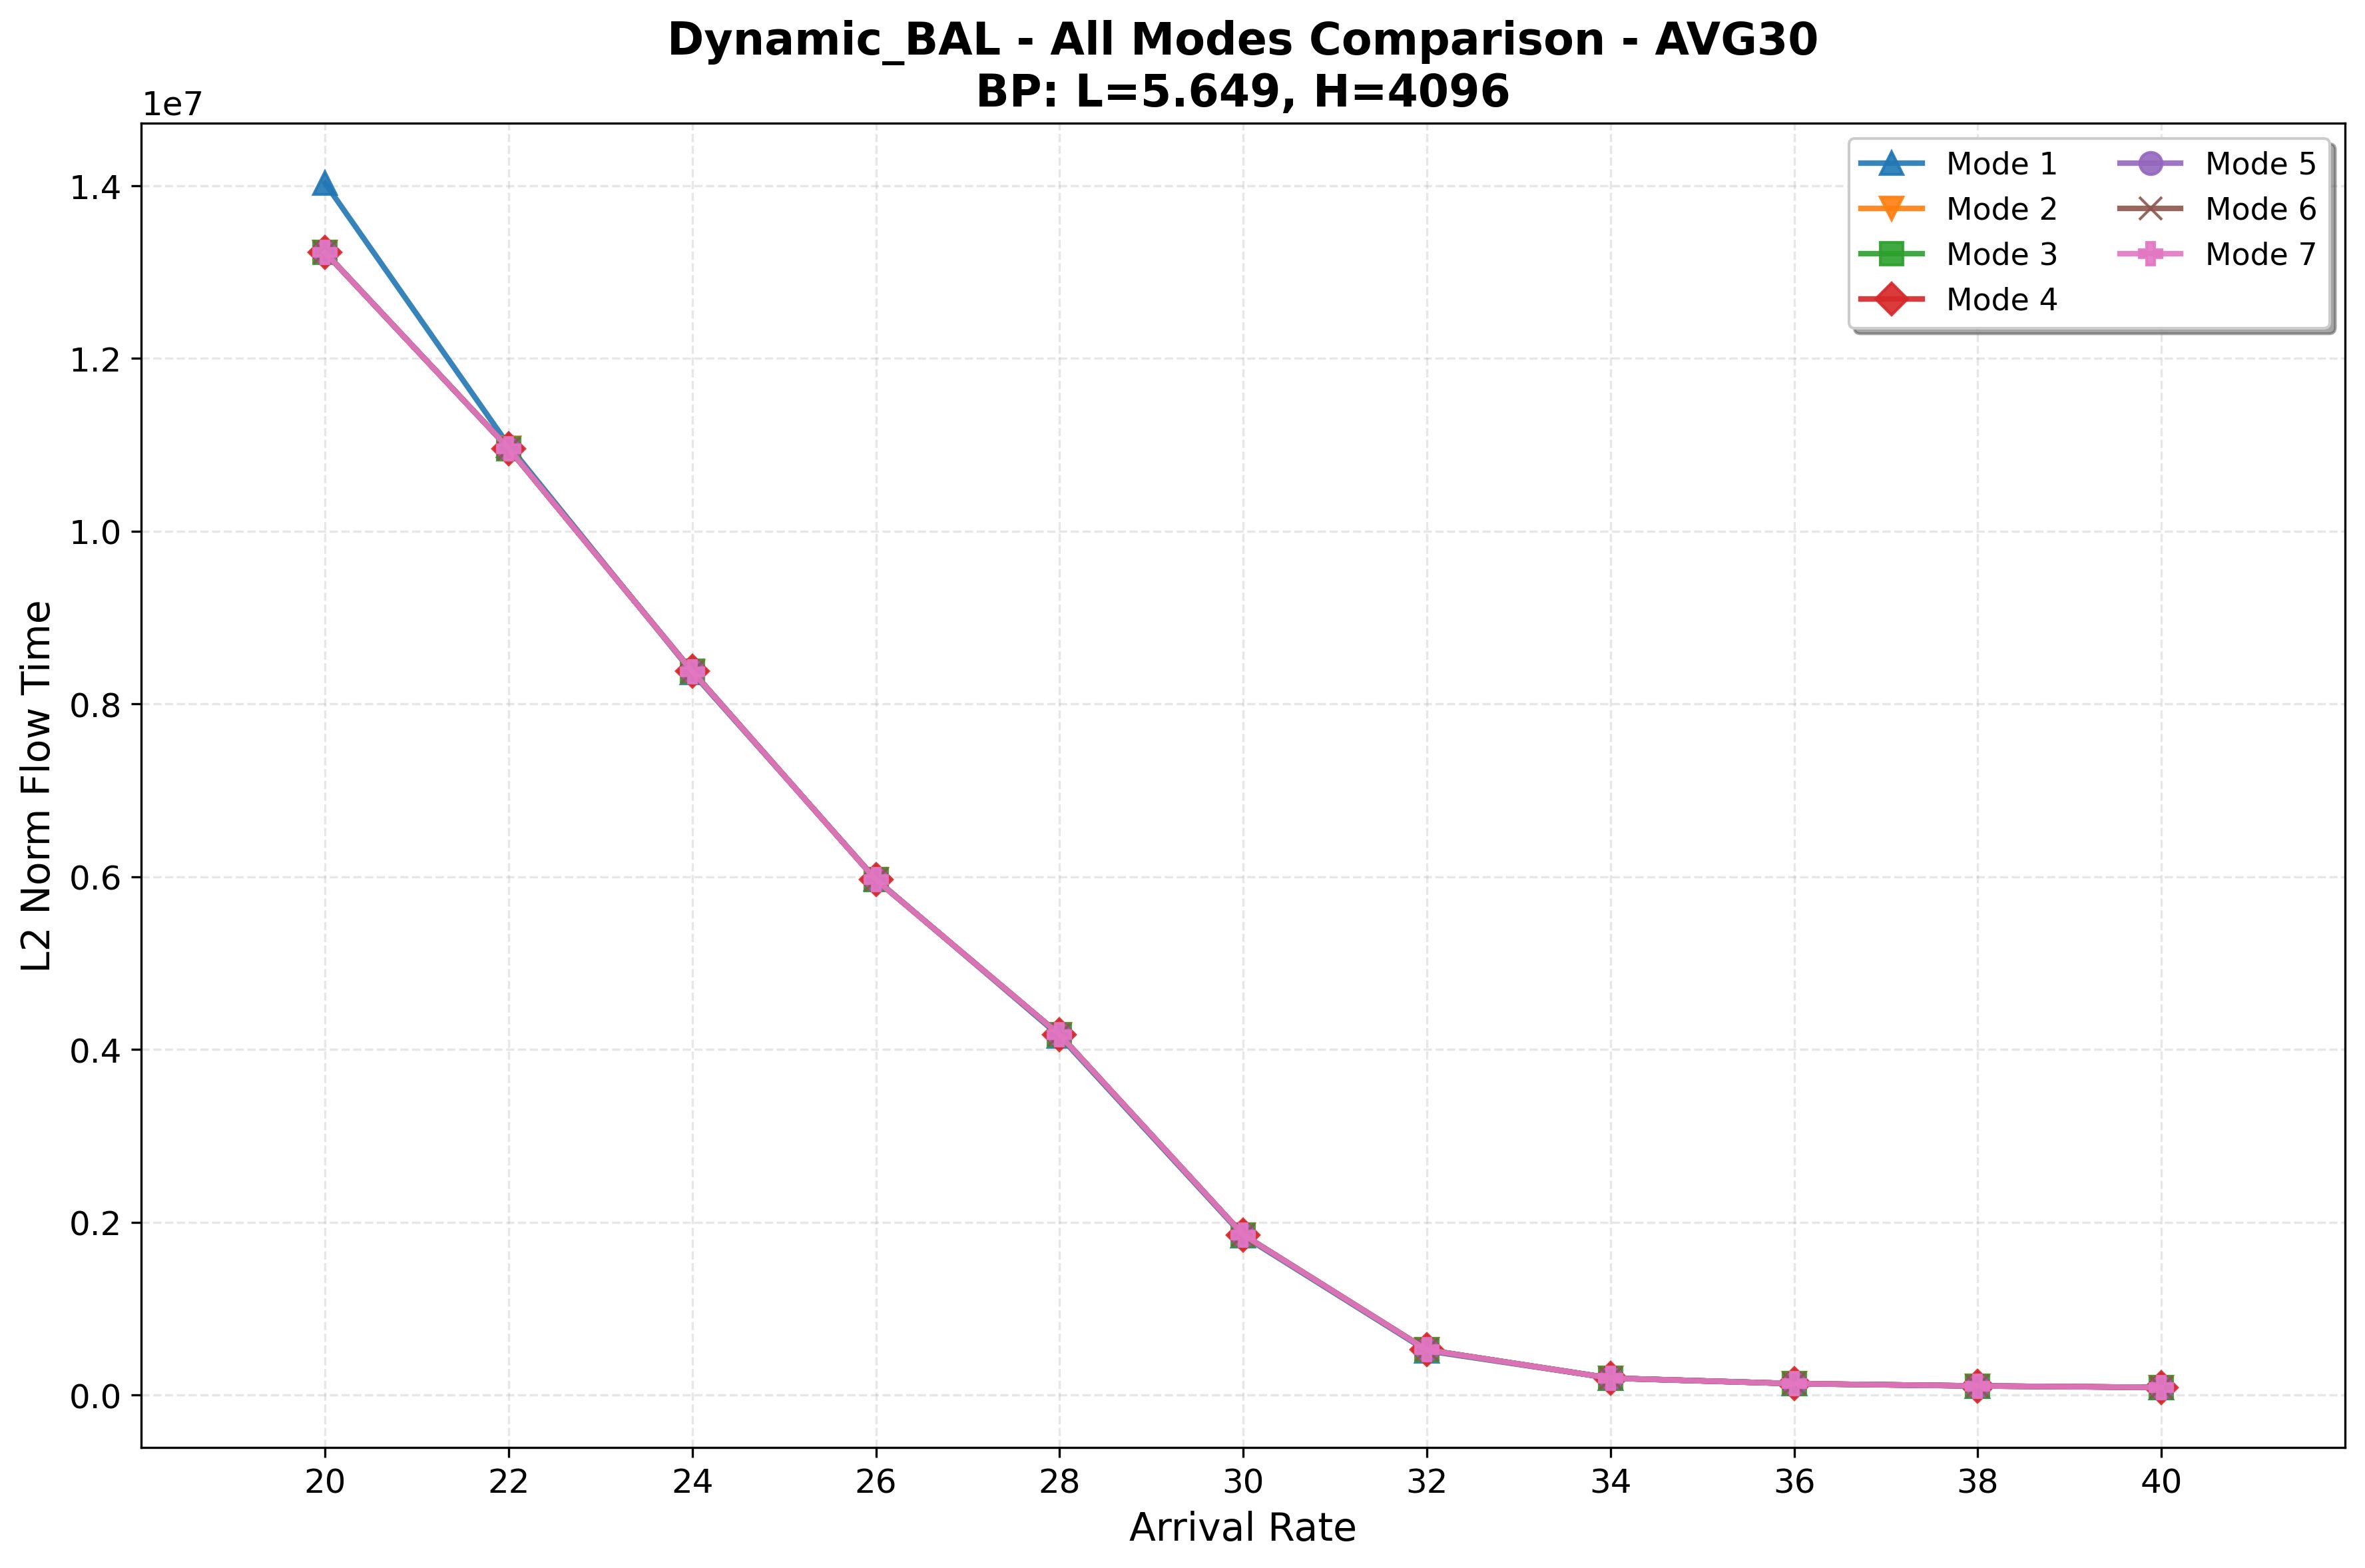 Dynamic_BAL - All Modes Comparison - AVG30
BP: L=5.649, H=4096
1e7
Mode 1
Mode 2
Mode 3
Mode 4
Mode 5
Mode 6
Mode 7
L2 Norm Flow Time
1.4
1.2
1.0
0.8
0.6
0.4
0.2
0.0
20 22 24 26 28 30 32 34 36 38 40
Arrival Rate